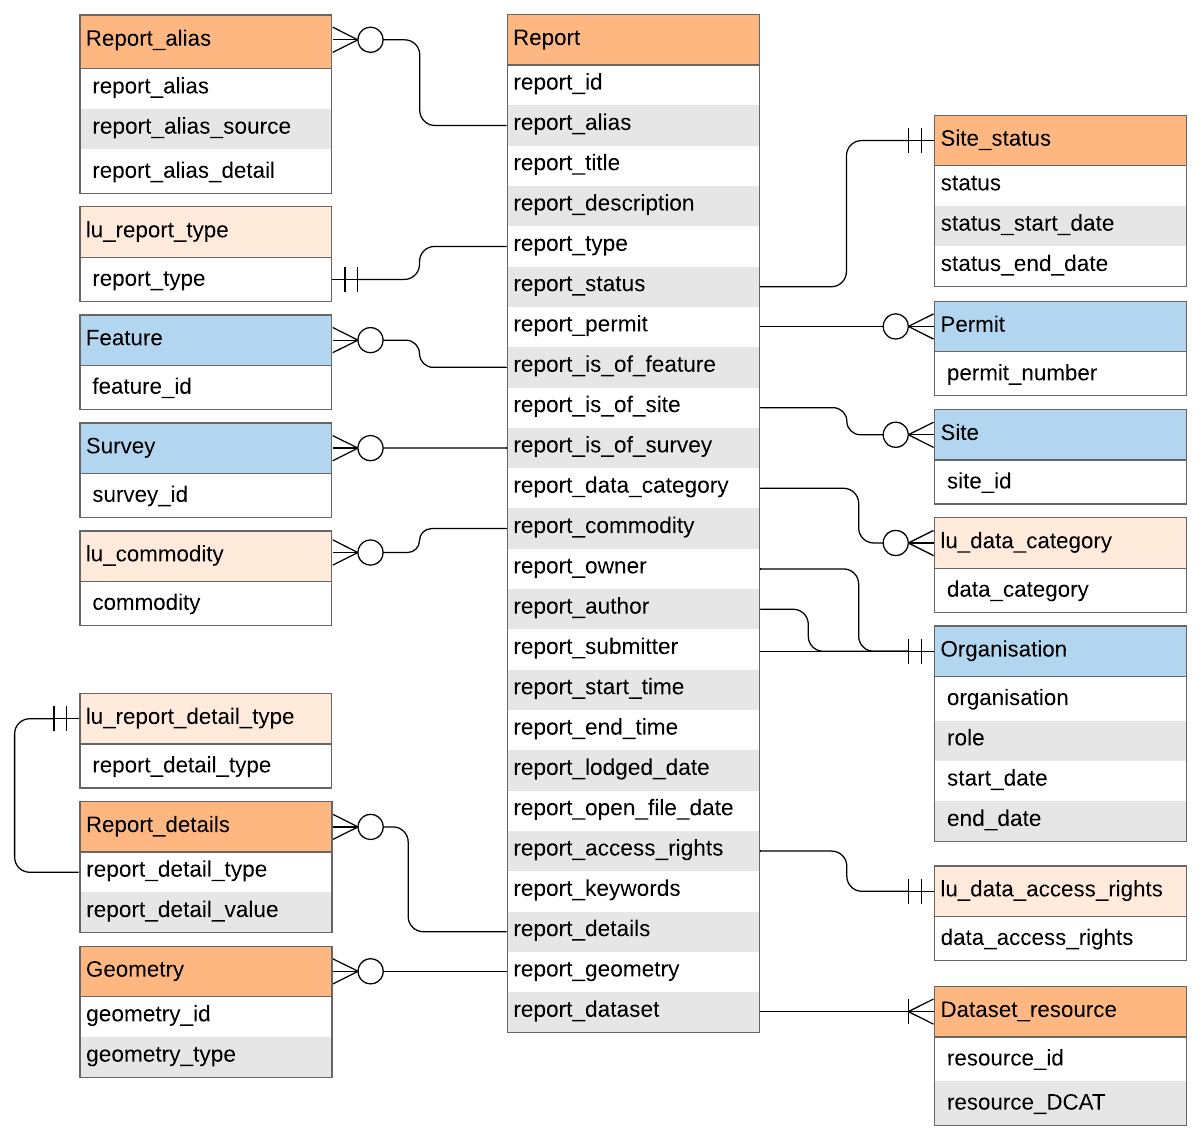 Report_alias
report_alias
report_alias_source
report_alias_detail
lu_report_type
report_type
Feature
feature_id
Survey
survey_id
lu_commodity
commodity
lu_report_detail_type
report_detail_type
Report_details
report_detail_type
report_detail_value
Geometry
geometry_id
geometry_type
Report
report_id
report_alias
report_title
report_description
report_type
report_status
report_permit
report_is_of_feature
report_is_of_site
report_is_of_survey
report_data_category
report_commodity
report_owner
report_author
report_submitter
report_start_time
report_end_time
report_lodged_date
report_open_file_date
report_access_rights
report_keywords
report_details
report_geometry
report_dataset
Site_status
status
status_start_date
status_end_date
Permit
permit_number
Site
site_id
lu_data_category
data_category
Organisation
organisation
role
start_date
end_date
lu_data_access_rights
data_access_rights
Dataset_resource
resource_id
resource_DCAT